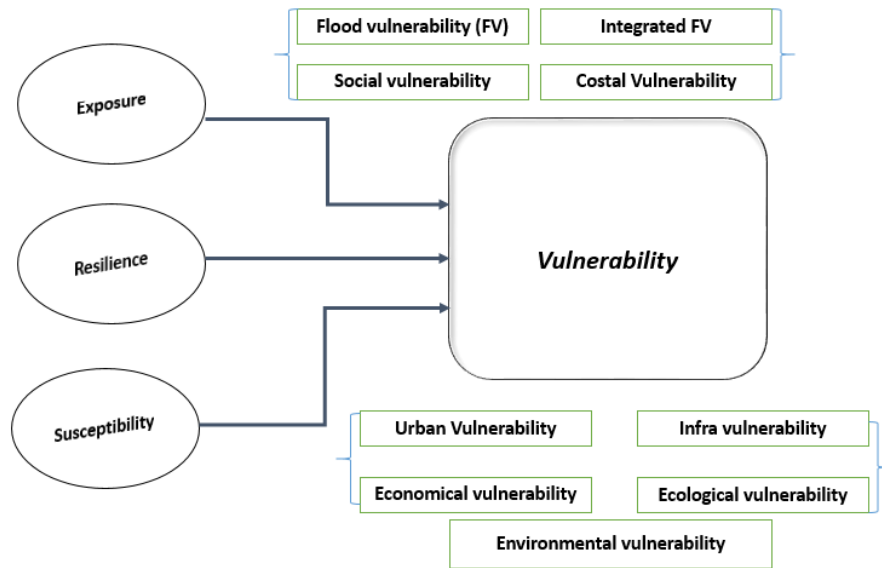 Flood vulnerability (FV)
Integrated FV
Social vulnerability
Costal Vulnerability
Exposure
Resilience
Susceptibility
Vulnerability
Urban Vulnerability
Infra vulnerability
Economical vulnerability
Ecological vulnerability
Environmental vulnerability